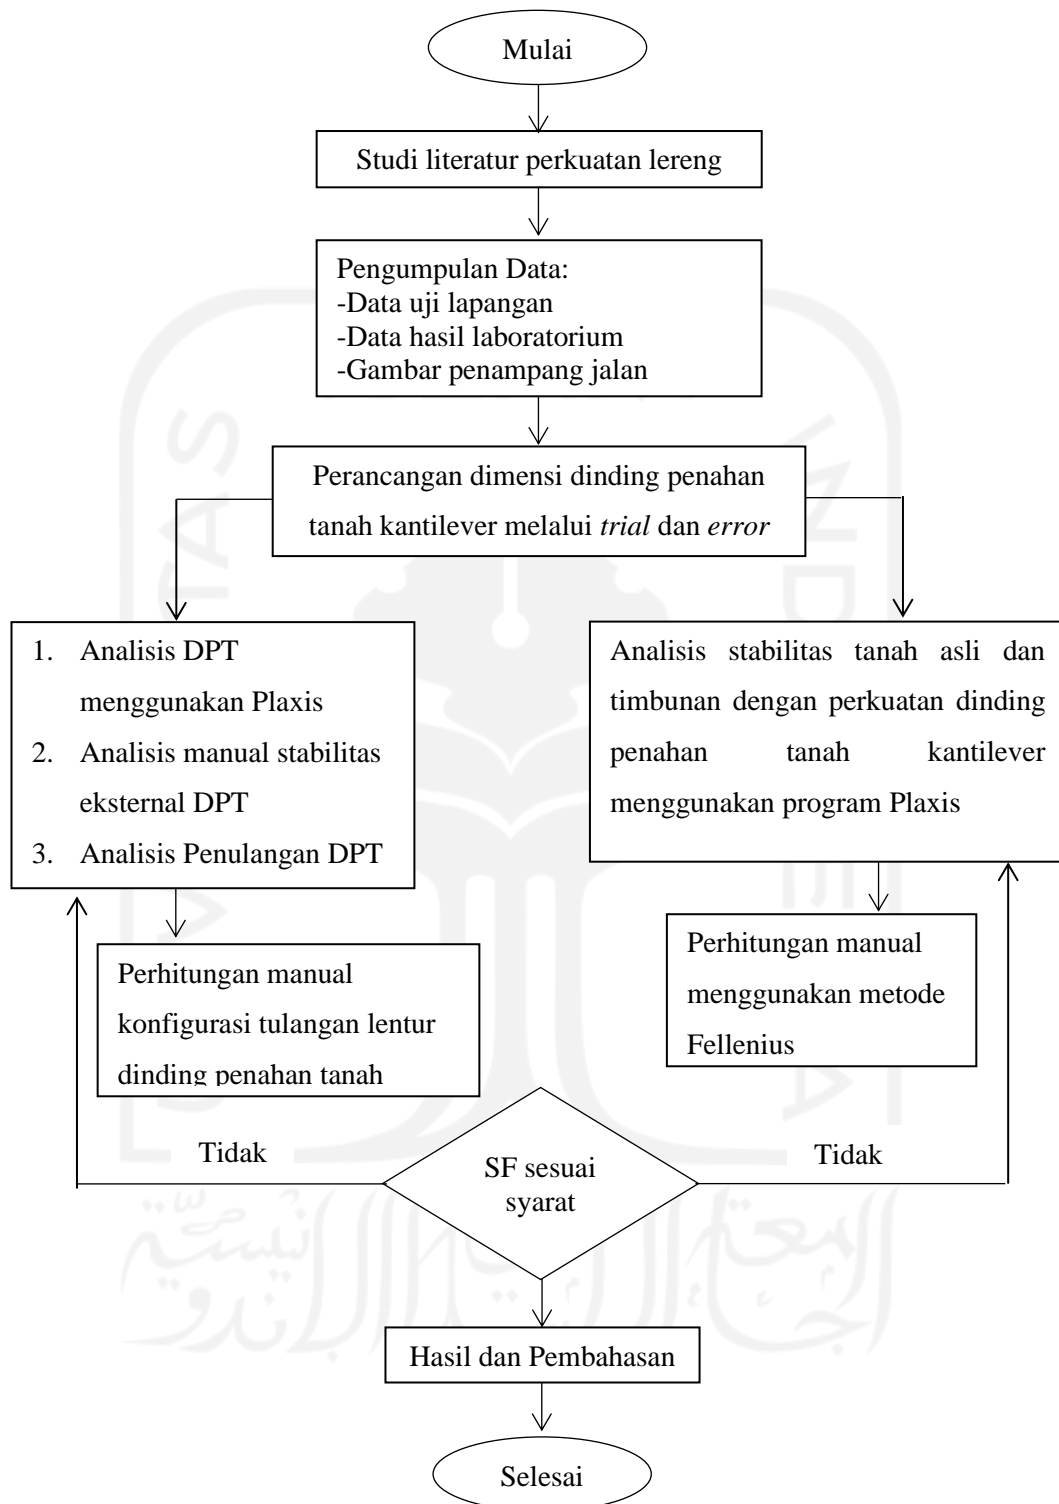 Mulai
Studi literatur perkuatan lereng
Pengumpulan Data:
-Data uji lapangan
-Data hasil laboratorium
-Gambar penampang jalan
Perancangan dimensi dinding penahan
tanah kantilever melalui trial dan error
1. Analisis DPT
menggunakan Plaxis
2. Analisis manual stabilitas
eksternal DPT
3. Analisis Penulangan DPT
Analisis stabilitas tanah asli dan
timbunan dengan perkuatan dinding
penahan tanah kantilever
menggunakan program Plaxis
Perhitungan manual
konfigurasi tulangan lentur
dinding penahan tanah
Perhitungan manual
menggunakan metode
Fellenius
Tidak
SF sesuai
syarat
Tidak
Hasil dan Pembahasan
Selesai